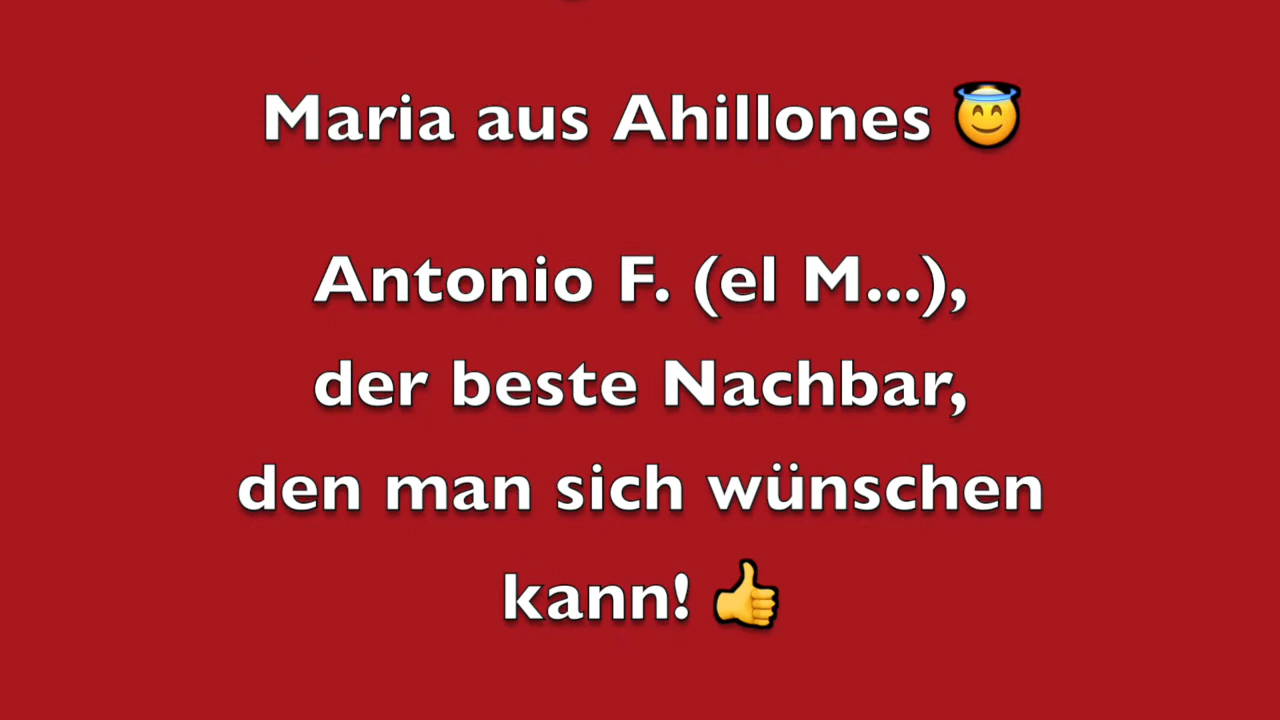 Maria aus Ahillones 😇
Antonio F. (el M...),
der beste Nachbar,
den man sich wünschen
kann! 👍